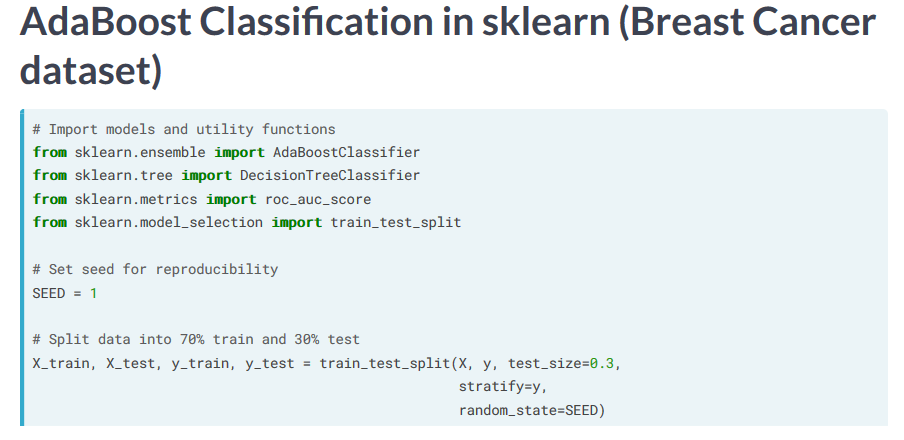 AdaBoost Classification in sklearn (Breast Cancer
dataset)
# Import models and utility functions
from sklearn.ensemble import AdaBoostClassifier
from sklearn.tree import DecisionTreeClassifier
from sklearn.metrics import roc_auc_score
from sklearn.model_selection import train_test_split
# Set seed for reproducibility
SEED = 1
# Split data into 70% train and 30% test
X_train, X_test, y_train, y_test = train_test_split(X, y, test_size=0.3,
stratify=y,
random_state=SEED)